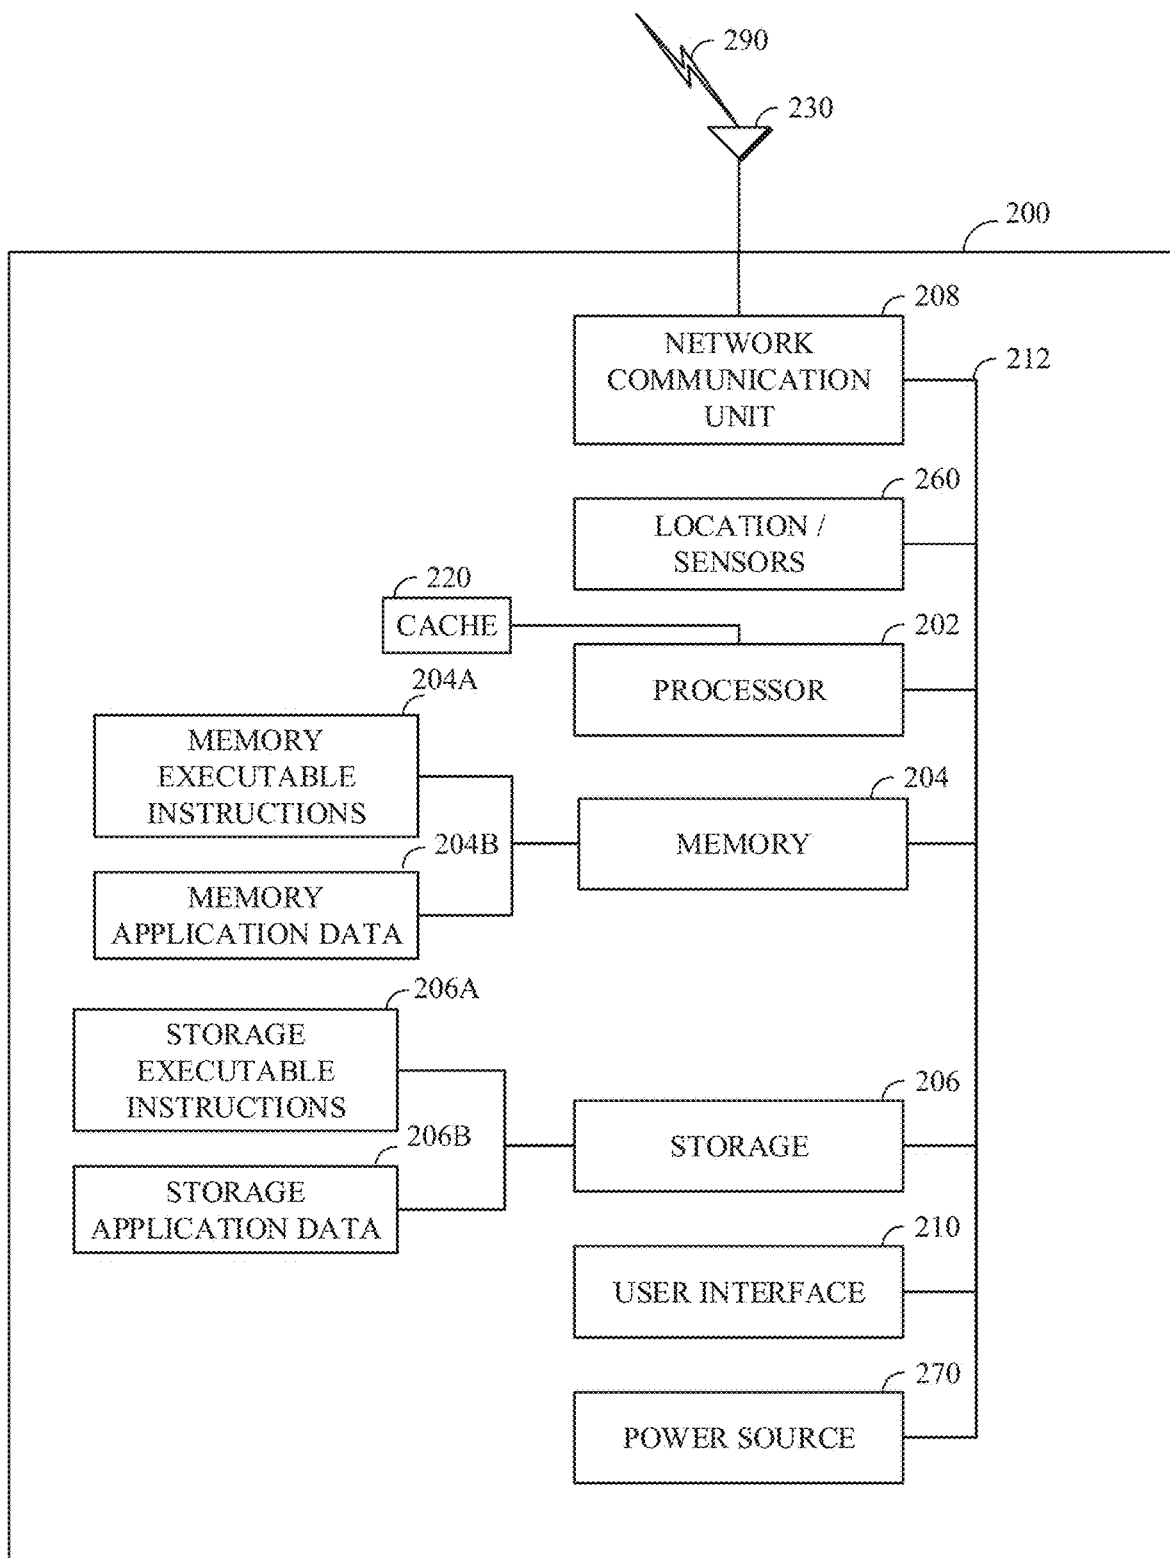 290
230
200
208
NETWORK
COMMUNICATION
UNIT
212
260
LOCATION /
SENSORS
220
CACHE
202
PROCESSOR
204A
MEMORY
EXECUTABLE
INSTRUCTIONS
204
MEMORY
204B
MEMORY
APPLICATION DATA
206A
STORAGE
EXECUTABLE
INSTRUCTIONS
206
STORAGE
206B
STORAGE
APPLICATION DATA
210
USER INTERFACE
270
POWER SOURCE